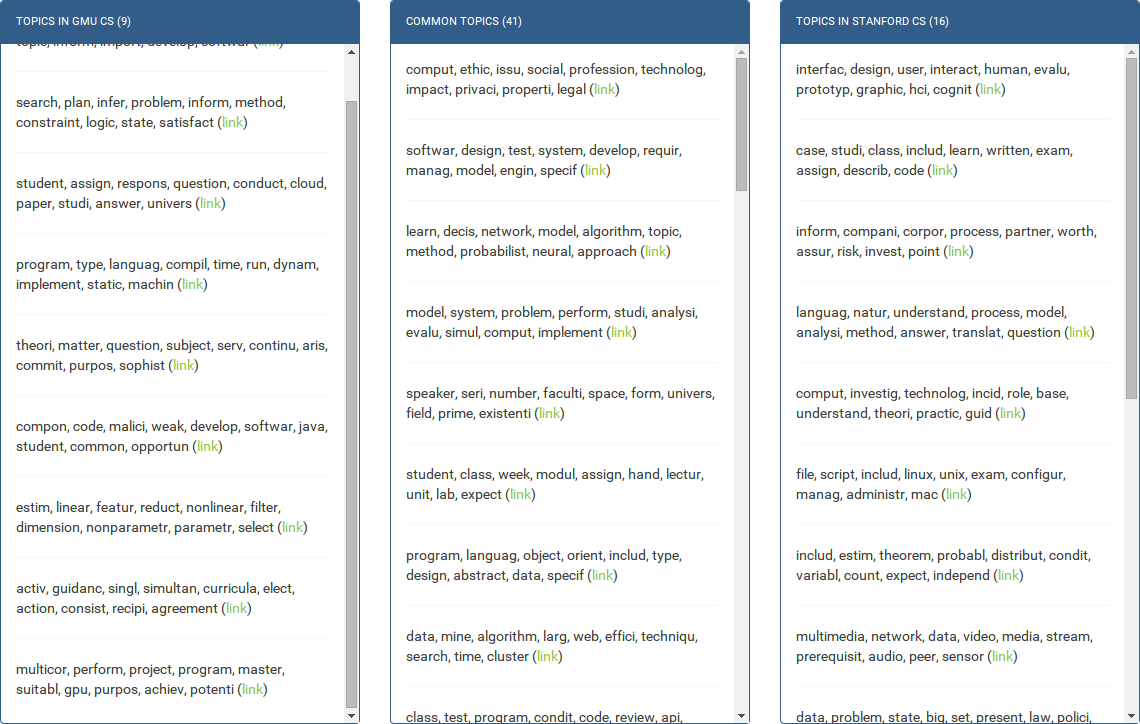 TOPICS IN GMU CS (9)
topis, inform, import, develop, softwar (link)
search, plan, infer, problem, inform, method,
constraint, logic, state, satisfact (link)
student, assign, respons, question, conduct, cloud,
paper, studi, answer, univers (link)
program, type, languag, compil, time, run, dynam,
implement, static, machin (link)
theori, matter, question, subject, serv, continu, aris,
commit, purpos, sophist (link)
compon, code, malici, weak, develop, softwar, java,
student, common, opportun (link)
estim, linear, featur, reduct, nonlinear, filter,
dimension, nonparametr, parametr, select (link)
activ, guidanc, singl, simultan, curricula, elect,
action, consist, recipi, agreement (link)
multicor, perform, project, program, master,
suitabl, gpu, purpos, achiev, potenti (link)
COMMON TOPICS (41)
comput, ethic, issu, social, profession, technolog,
impact, privaci, properti, legal (link)
softwar, design, test, system, develop, requir,
manag, model, engin, specif (link)
learn, decis, network, model, algorithm, topic,
method, probabilist, neural, approach (link)
model, system, problem, perform, studi, analysi,
evalu, simul, comput, implement (link)
speaker, seri, number, faculti, space, form, univers,
field, prime, existenti (link)
student, class, week, modul, assign, hand, lectur,
unit, lab, expect (link)
program, languag, object, orient, includ, type,
design, abstract, data, specif (link)
data, mine, algorithm, larg, web, effici, techniqu,
search, time, cluster (link)
class, test, program, condit, code, review, api,
TOPICS IN STANFORD CS (16)
interfac, design, user, interact, human, evalu,
prototyp, graphic, hci, cognit (link)
case, studi, class, includ, learn, written, exam,
assign, describ, code (link)
inform, compani, corpor, process, partner, worth,
assur, risk, invest, point (link)
languag, natur, understand, process, model,
analysi, method, answer, translat, question (link)
comput, investig, technolog, incid, role, base,
understand, theori, practic, guid (link)
file, script, includ, linux, unix, exam, configur,
manag, administr, mac (link)
includ, estim, theorem, probabl, distribut, condit,
variabl, count, expect, independ (link)
multimedia, network, data, video, media, stream,
prerequisit, audio, peer, sensor (link)
data, problem, state, big, set, present, law, polici,